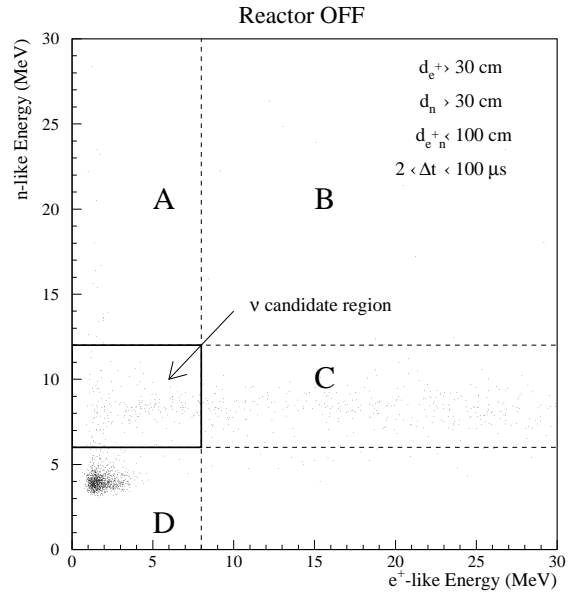 Reactor OFF
n-like Energy (MeV)
30
25
20
15
10
5
0
d_e+ > 30 cm
d_n > 30 cm
d_e+n < 100 cm
2 < Δt < 100 μs
A
B
ν candidate region
C
D
0 5 10 15 20 25 30
e⁺-like Energy (MeV)